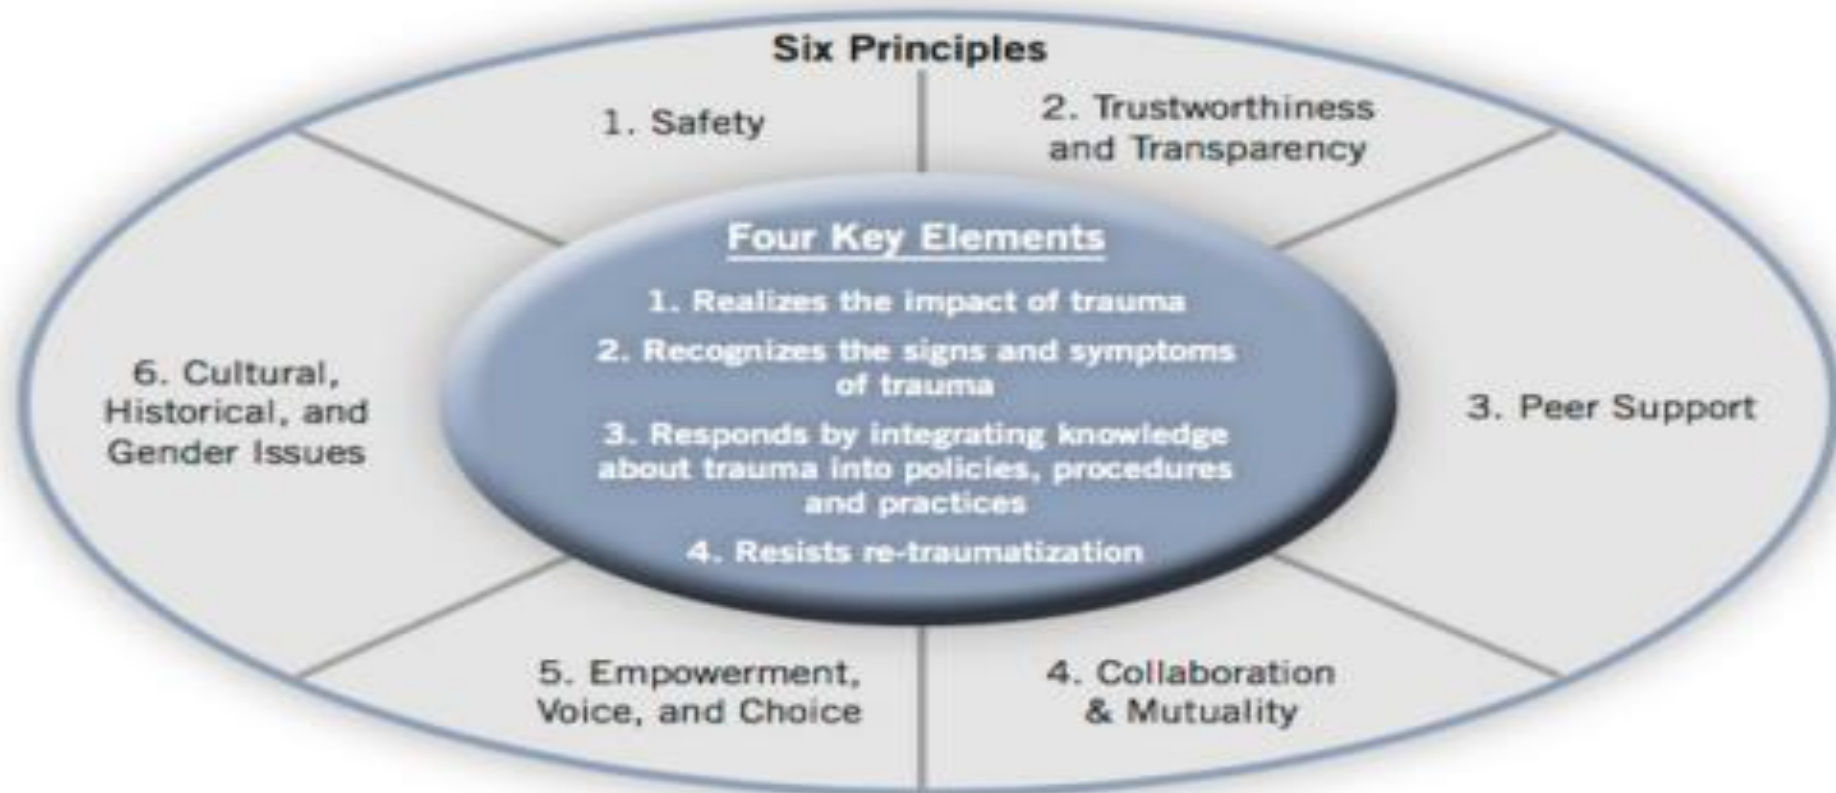 Six Principles
1. Safety
2. Trustworthiness
and Transparency
3. Peer Support
4. Collaboration
& Mutuality
5. Empowerment,
Voice, and Choice
6. Cultural,
Historical, and
Gender Issues
Four Key Elements
1. Realizes the impact of trauma
2. Recognizes the signs and symptoms
of trauma
3. Responds by integrating knowledge
about trauma into policies, procedures
and practices
4. Resists re-traumatization